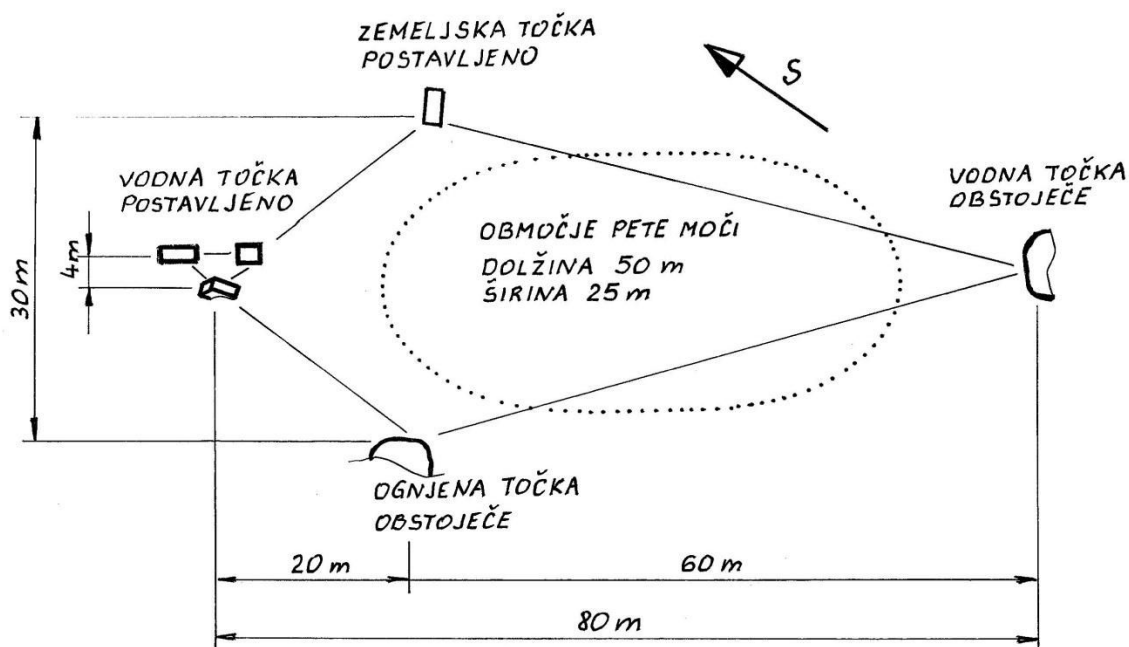 ZEMELJSKA TOČKA
POSTAVLJENO
S
30 m
VODNA TOČKA
POSTAVLJENO
4m
VODNA TOČKA
OBSTOJEČE
OBMOČJE PETE MOČI
DOLŽINA 50 m
ŠIRINA 25 m
OGNJENA TOČKA
OBSTOJEČE
20 m
60 m
80 m